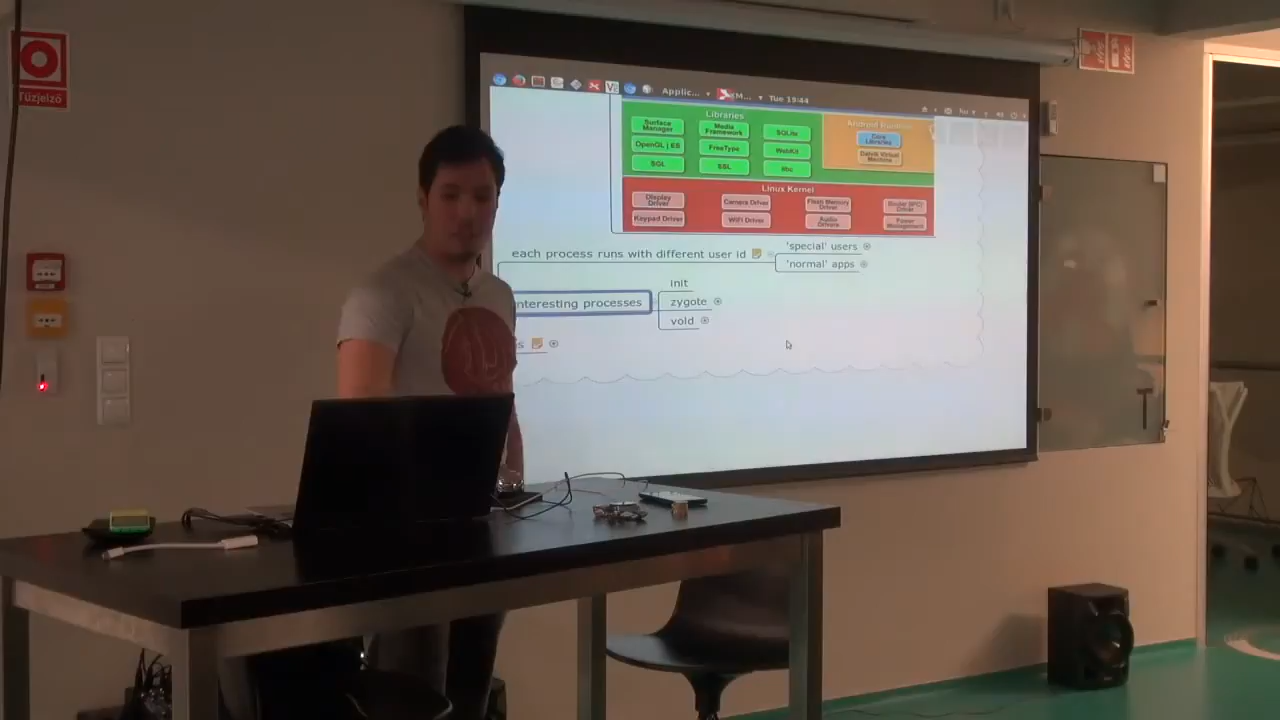 Tűzjelző
Applic... ▾
KM... ▾
Tue 19:44
Libraries
Surface Manager
Media Framework
SQLite
OpenGL | ES
FreeType
WebKit
SGL
SSL
libc
Android Runtime
Core Libraries
Dalvik Virtual Machine
Linux Kernel
Display Driver
Camera Driver
Flash Memory Driver
Binder (IPC) Driver
Keypad Driver
WiFi Driver
Audio Drivers
Power Management
each process runs with different user id
'special' users
'normal' apps
nteresting processes
init
zygote
vold
s